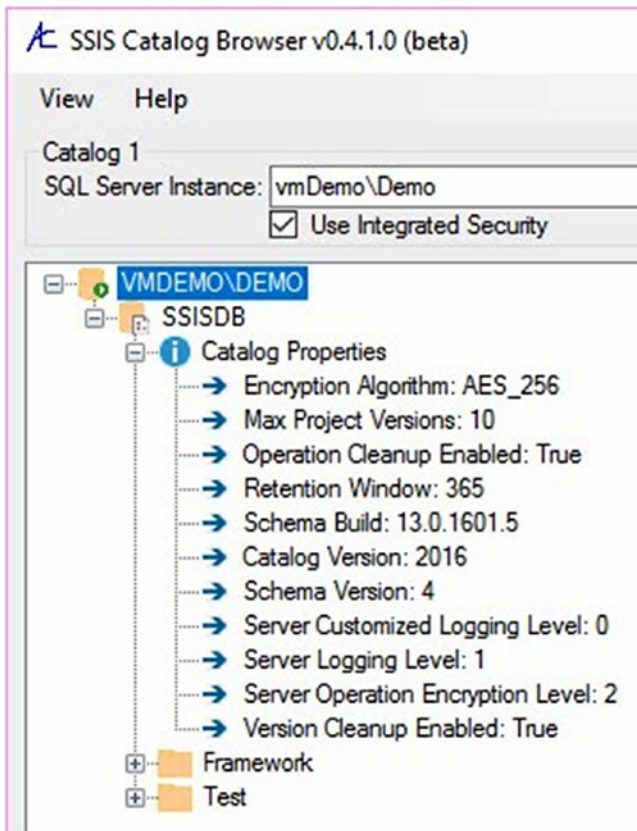 SSIS Catalog Browser v0.4.1.0 (beta)
View Help
Catalog 1
SQL Server Instance: vmDemo\Demo
Use Integrated Security
VMDEMO\DEMO
SSISDB
Catalog Properties
Encryption Algorithm: AES_256
Max Project Versions: 10
Operation Cleanup Enabled: True
Retention Window: 365
Schema Build: 13.0.1601.5
Catalog Version: 2016
Schema Version: 4
Server Customized Logging Level: 0
Server Logging Level: 1
Server Operation Encryption Level: 2
Version Cleanup Enabled: True
Framework
Test